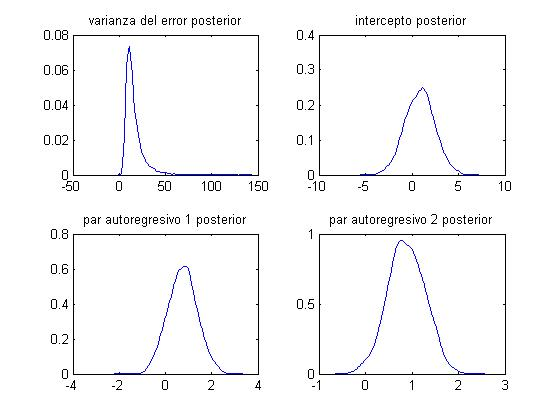 varianza del error posterior
0.08
0.06
0.04
0.02
0
-50 0 50 100 150
intercepto posterior
0.4
0.3
0.2
0.1
0
-10 -5 0 5 10
par autoregresivo 1 posterior
0.8
0.6
0.4
0.2
0
-4 -2 0 2 4
par autoregresivo 2 posterior
1
0.5
0
-1 0 1 2 3